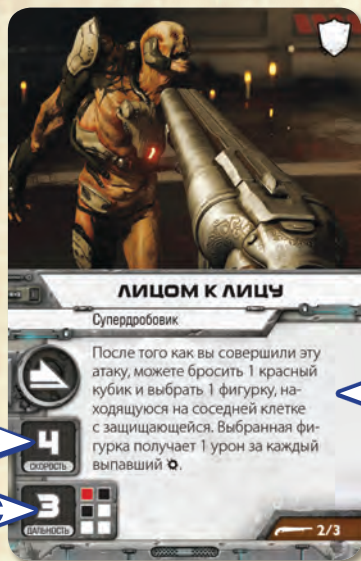 ЛИЦОМ К ЛИЦУ
Супердробовик
После того как вы совершили эту
атаку, можете бросить 1 красный
кубик и выбрать 1 фигурку, на-
ходящуюся на соседней клетке
с защищающейся. Выбранная фи-
гурка получает 1 урон за каждый
выпавший
4
СКОРОСТЬ
3
ДАЛЬНОСТЬ
2/3